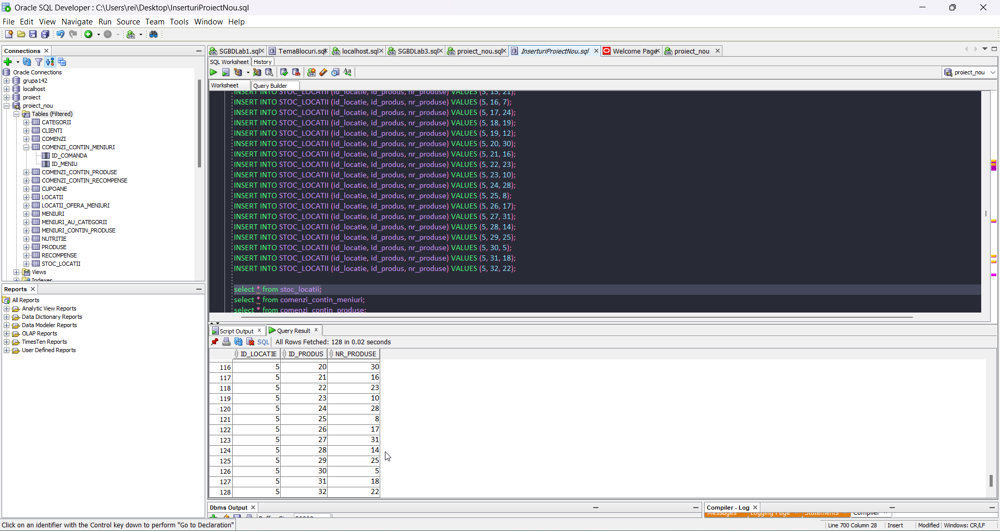 Oracle SQL Developer : C:\Users\rei\Desktop\InserturiProiectNou.sql
File Edit View Navigate Run Source Team Tools Window Help
Connections
Oracle Connections
grupa142
localhost
proiect
proiect_nou
Tables (Filtered)
CATEGORII
CLIENTI
COMENZI
COMENZI_CONTIN_MENIURI
ID_COMANDA
ID_MENIU
COMENZI_CONTIN_PRODUSE
COMENZI_CONTIN_RECOMPENSE
CUPOANE
LOCATII
LOCATII_OFERA_MENIURI
MENIURI
MENIURI_AU_CATEGORII
MENIURI_CONTIN_PRODUSE
NUTRITIE
PRODUSE
RECOMPENSE
STOC_LOCATII
Views
Indexes
Reports
All Reports
Analytic View Reports
Data Dictionary Reports
Data Modeler Reports
OLAP Reports
TimesTen Reports
User Defined Reports
SGBDLab1.sql TemaBlocuri.sql localhost.sql SGBDLab3.sql proiect_nou.sql InserturiProiectNou.sql Welcome Page proiect_nou
SQL Worksheet History
proiect_nou
Worksheet Query Builder
INSERT INTO STOC_LOCATII (id_locatie, id_produs, nr_produse) VALUES (5, 15, 21);
INSERT INTO STOC_LOCATII (id_locatie, id_produs, nr_produse) VALUES (5, 16, 7);
INSERT INTO STOC_LOCATII (id_locatie, id_produs, nr_produse) VALUES (5, 17, 24);
INSERT INTO STOC_LOCATII (id_locatie, id_produs, nr_produse) VALUES (5, 18, 19);
INSERT INTO STOC_LOCATII (id_locatie, id_produs, nr_produse) VALUES (5, 19, 12);
INSERT INTO STOC_LOCATII (id_locatie, id_produs, nr_produse) VALUES (5, 20, 30);
INSERT INTO STOC_LOCATII (id_locatie, id_produs, nr_produse) VALUES (5, 21, 16);
INSERT INTO STOC_LOCATII (id_locatie, id_produs, nr_produse) VALUES (5, 22, 23);
INSERT INTO STOC_LOCATII (id_locatie, id_produs, nr_produse) VALUES (5, 23, 10);
INSERT INTO STOC_LOCATII (id_locatie, id_produs, nr_produse) VALUES (5, 24, 28);
INSERT INTO STOC_LOCATII (id_locatie, id_produs, nr_produse) VALUES (5, 25, 8);
INSERT INTO STOC_LOCATII (id_locatie, id_produs, nr_produse) VALUES (5, 26, 17);
INSERT INTO STOC_LOCATII (id_locatie, id_produs, nr_produse) VALUES (5, 27, 31);
INSERT INTO STOC_LOCATII (id_locatie, id_produs, nr_produse) VALUES (5, 28, 14);
INSERT INTO STOC_LOCATII (id_locatie, id_produs, nr_produse) VALUES (5, 29, 25);
INSERT INTO STOC_LOCATII (id_locatie, id_produs, nr_produse) VALUES (5, 30, 5);
INSERT INTO STOC_LOCATII (id_locatie, id_produs, nr_produse) VALUES (5, 31, 18);
INSERT INTO STOC_LOCATII (id_locatie, id_produs, nr_produse) VALUES (5, 32, 22);
select * from stoc_locatii;
select * from comenzi_contin_meniuri;
select * from comenzi_contin_produse;
Script Output Query Result
SQL All Rows Fetched: 128 in 0.02 seconds
ID_LOCATIE ID_PRODUS NR_PRODUSE
116 5 20 30
117 5 21 16
118 5 22 23
119 5 23 10
120 5 24 28
121 5 25 8
122 5 26 17
123 5 27 31
124 5 28 14
125 5 29 25
126 5 30 5
127 5 31 18
128 5 32 22
Dbms Output
Compiler - Log
Messages Logging Page Statements Compiler
Click on an identifier with the Control key down to perform "Go to Declaration"
Line 700 Column 28 Insert Modified Windows: CR/LF